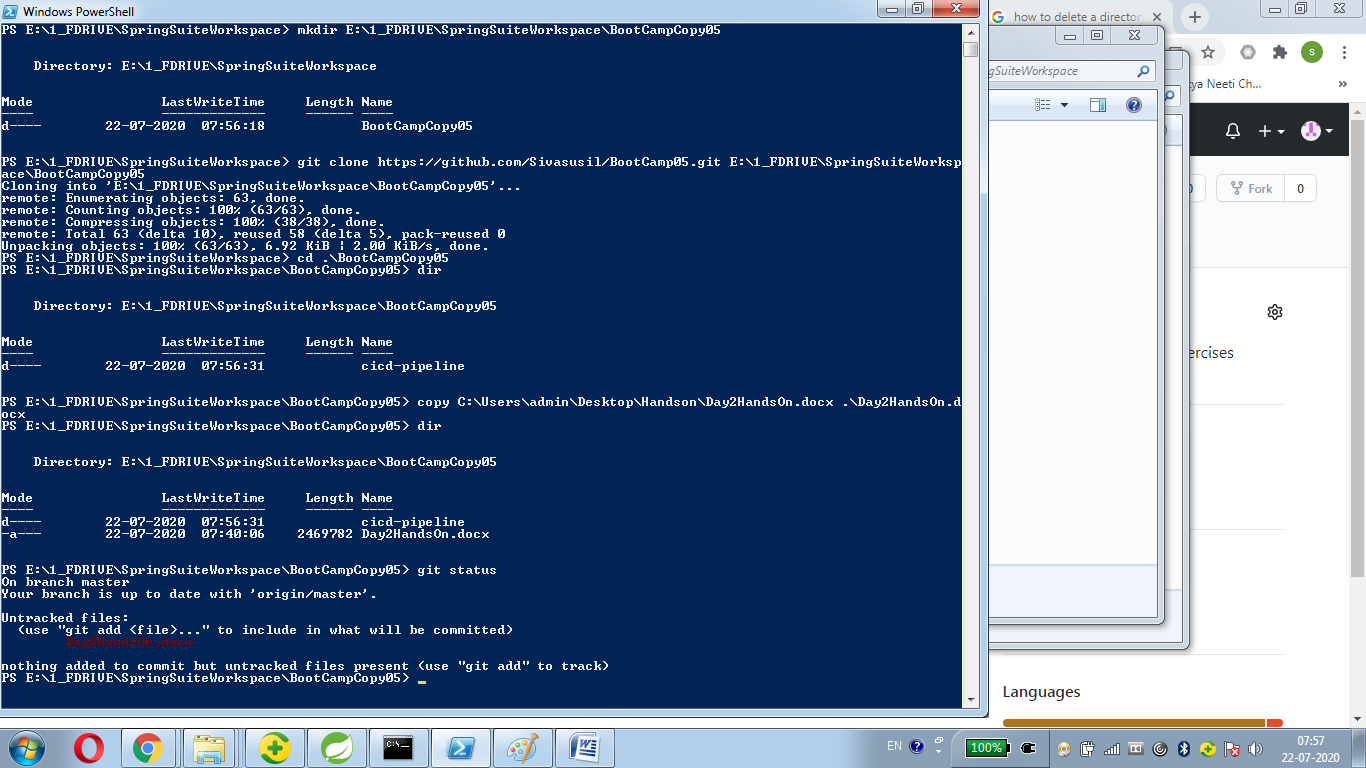 Windows PowerShell
PS E:\1_FDRIVE\SpringSuiteWorkspace> mkdir E:\1_FDRIVE\SpringSuiteWorkspace\BootCampCopy05
Directory: E:\1_FDRIVE\SpringSuiteWorkspace
Mode LastWriteTime Length Name
---- ------------- ------ ----
d---- 22-07-2020 07:56:18 BootCampCopy05
PS E:\1_FDRIVE\SpringSuiteWorkspace> git clone https://github.com/Sivasusil/BootCamp05.git E:\1_FDRIVE\SpringSuiteWorksp
ace\BootCampCopy05
Cloning into 'E:\1_FDRIVE\SpringSuiteWorkspace\BootCampCopy05'...
remote: Enumerating objects: 63, done.
remote: Counting objects: 100% (63/63), done.
remote: Compressing objects: 100% (38/38), done.
remote: Total 63 (delta 10), reused 58 (delta 5), pack-reused 0
Unpacking objects: 100% (63/63), 6.92 KiB | 2.00 KiB/s, done.
PS E:\1_FDRIVE\SpringSuiteWorkspace> cd .\BootCampCopy05
PS E:\1_FDRIVE\SpringSuiteWorkspace\BootCampCopy05> dir
Directory: E:\1_FDRIVE\SpringSuiteWorkspace\BootCampCopy05
Mode LastWriteTime Length Name
---- ------------- ------ ----
d---- 22-07-2020 07:56:31 cicd-pipeline
PS E:\1_FDRIVE\SpringSuiteWorkspace\BootCampCopy05> copy C:\Users\admin\Desktop\Handson\Day2HandsOn.docx .\Day2HandsOn.d
ocx
PS E:\1_FDRIVE\SpringSuiteWorkspace\BootCampCopy05> dir
Directory: E:\1_FDRIVE\SpringSuiteWorkspace\BootCampCopy05
Mode LastWriteTime Length Name
---- ------------- ------ ----
d---- 22-07-2020 07:56:31 cicd-pipeline
-a--- 22-07-2020 07:40:06 2469782 Day2HandsOn.docx
PS E:\1_FDRIVE\SpringSuiteWorkspace\BootCampCopy05> git status
On branch master
Your branch is up to date with 'origin/master'.
Untracked files:
(use "git add <file>..." to include in what will be committed)
Day2HandsOn.docx
nothing added to commit but untracked files present (use "git add" to track)
PS E:\1_FDRIVE\SpringSuiteWorkspace\BootCampCopy05> _
how to delete a director
gSuiteWorkspace
S
ya Neeti Ch...
»
Fork 0
ercises
Languages
C:\_
EN
100%
07:57
22-07-2020